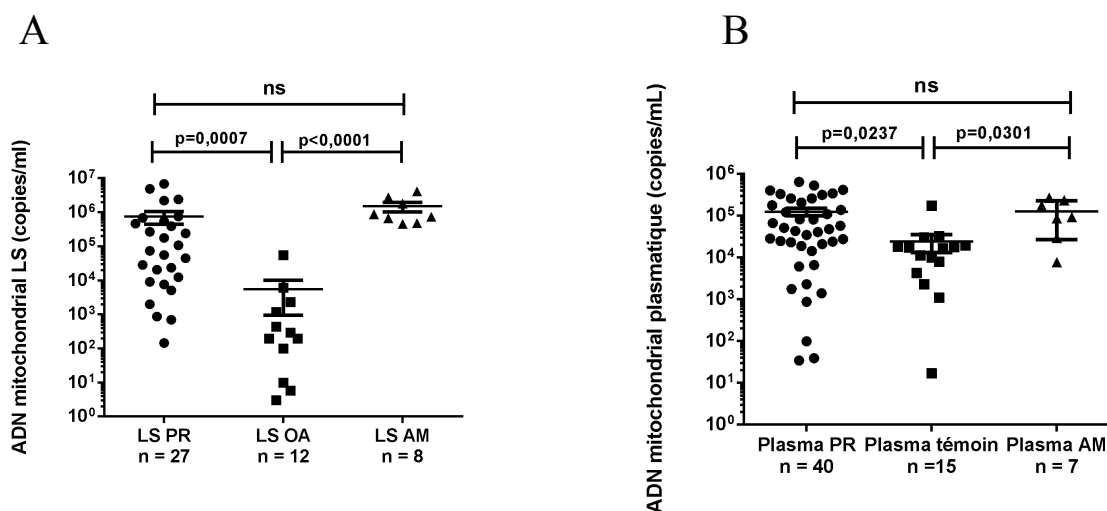 A
ns
p=0,0007
p<0,0001
ADN mitochondrial LS (copies/ml)
10⁷
10⁶
10⁵
10⁴
10³
10²
10¹
10⁰
LS PR
LS OA
LS AM
n = 27
n = 12
n = 8
B
ns
p=0,0237
p=0,0301
ADN mitochondrial plasmatique (copies/mL)
10⁶
10⁵
10⁴
10³
10²
10¹
10⁰
Plasma PR
Plasma témoin
Plasma AM
n = 40
n =15
n = 7